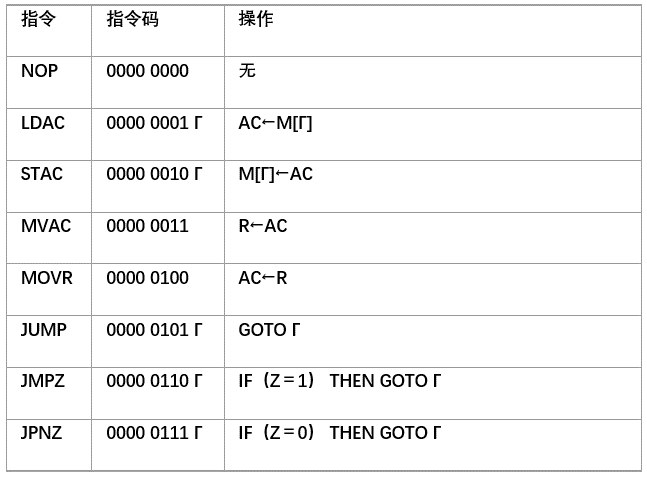 指令 指令码 操作
NOP 0000 0000 无
LDAC 0000 0001 Γ AC←M[Γ]
STAC 0000 0010 Γ M[Γ]←AC
MVAC 0000 0011 R←AC
MOVR 0000 0100 AC←R
JUMP 0000 0101 Γ GOTO Γ
JMPZ 0000 0110 Γ IF（Z＝1） THEN GOTO Γ
JPNZ 0000 0111 Γ IF（Z＝0） THEN GOTO Γ